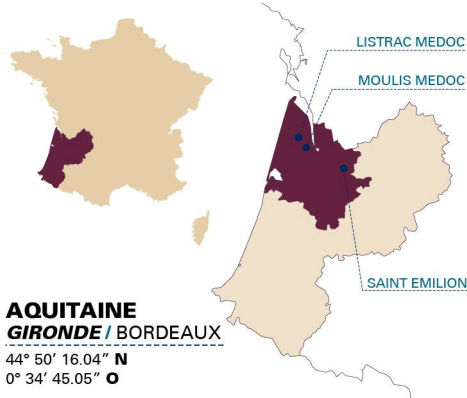 LISTRAC MEDOC
MOULIS MEDOC
SAINT EMILION
AQUITAINE
GIRONDE / BORDEAUX
44° 50’ 16.04” N
0° 34’ 45.05” O